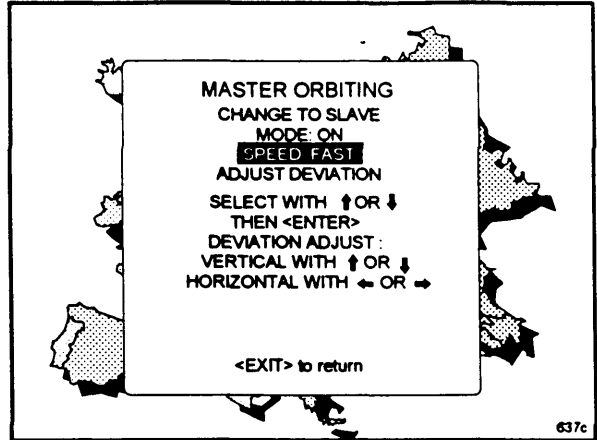 MASTER ORBITING
CHANGE TO SLAVE
MODE: ON
SPEED FAST
ADJUST DEVIATION
SELECT WITH ↑ OR ↓
THEN <ENTER>
DEVIATION ADJUST :
VERTICAL WITH ↑ OR ↓
HORIZONTAL WITH ← OR →
<EXIT> to return
637c